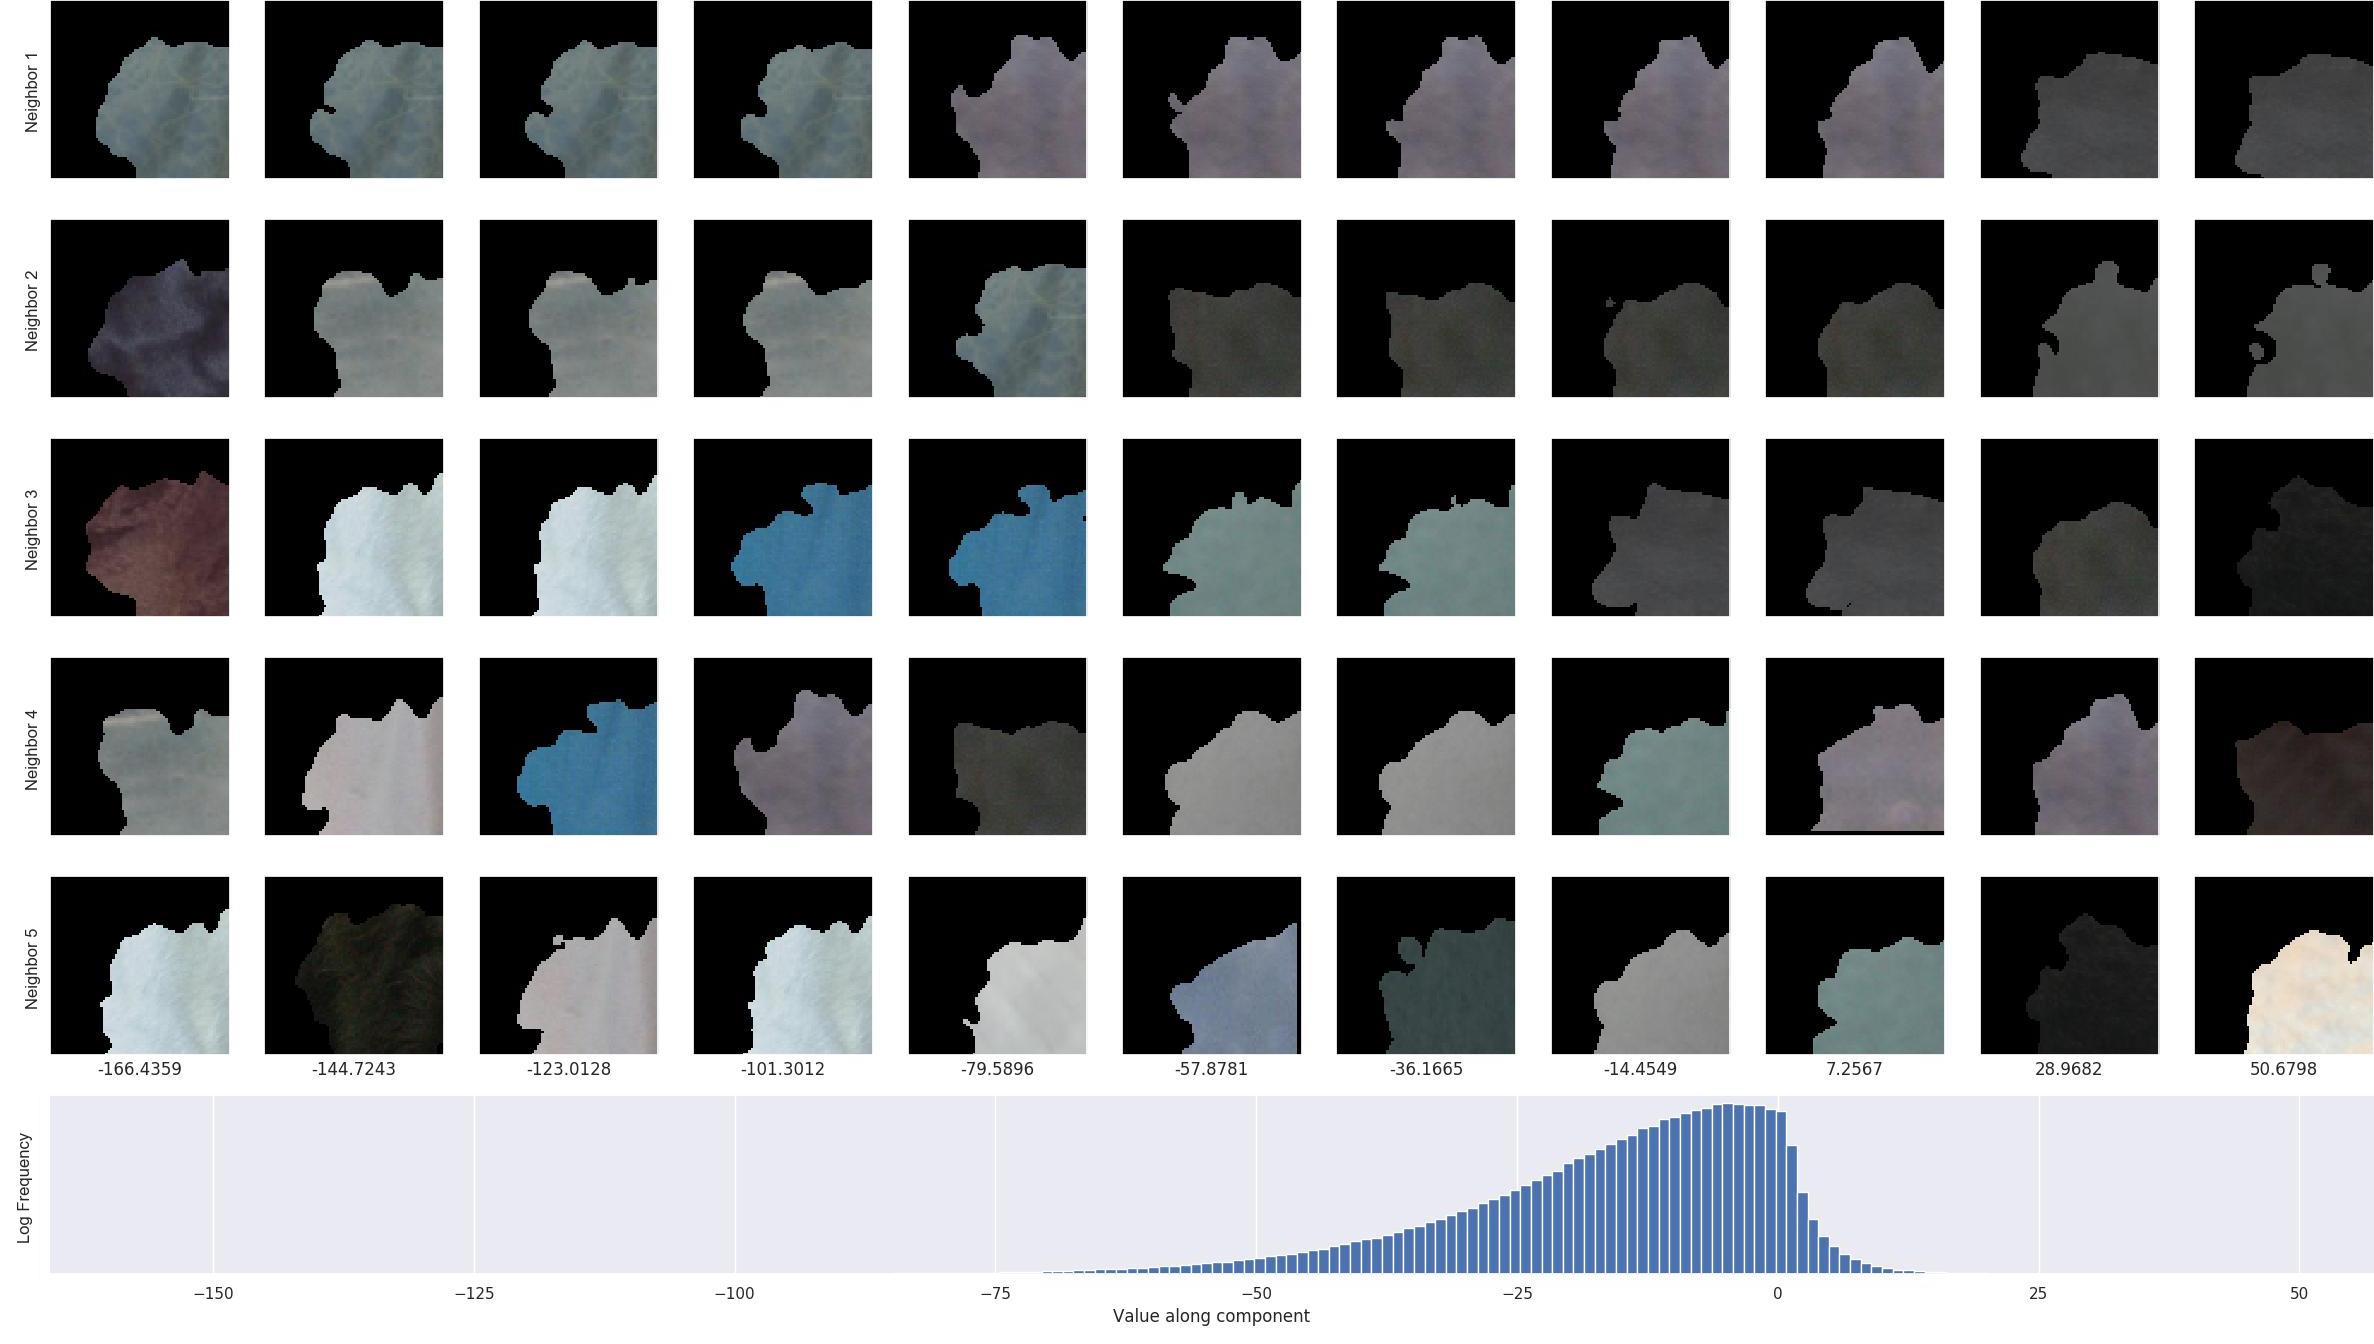 Neighbor 1
Neighbor 2
Neighbor 3
Neighbor 4
Neighbor 5
-166.4359 -144.7243 -123.0128 -101.3012 -79.5896 -57.8781 -36.1665 -14.4549 7.2567 28.9682 50.6798
Log Frequency
−150 −125 −100 −75 −50 −25 0 25 50
Value along component